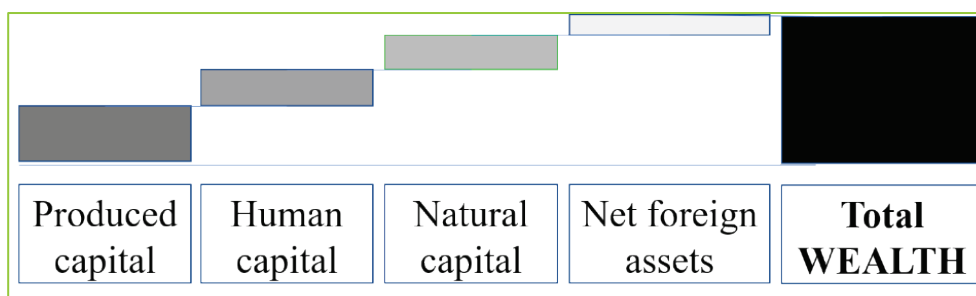 Produced
capital
Human
capital
Natural
capital
Net foreign
assets
Total
WEALTH